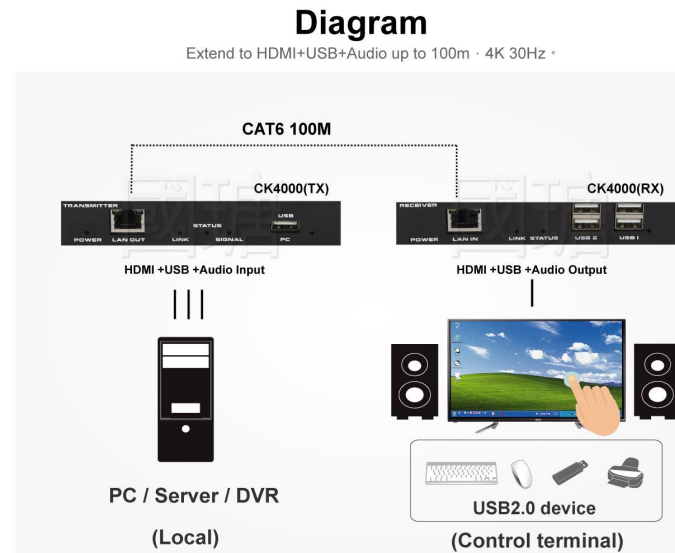 Diagram
Extend to HDMI+USB+Audio up to 100m · 4K 30Hz 。
CAT6 100M
CK4000(TX)
CK4000(RX)
TRANSMITTER
USB
STATUS
POWER LAN OUT LINK SIGNAL PC
RECEIVER
POWER LAN IN LINK STATUS USB 2 USB 1
HDMI +USB +Audio Input
HDMI +USB +Audio Output
PC / Server / DVR
(Local)
USB2.0 device
(Control terminal)